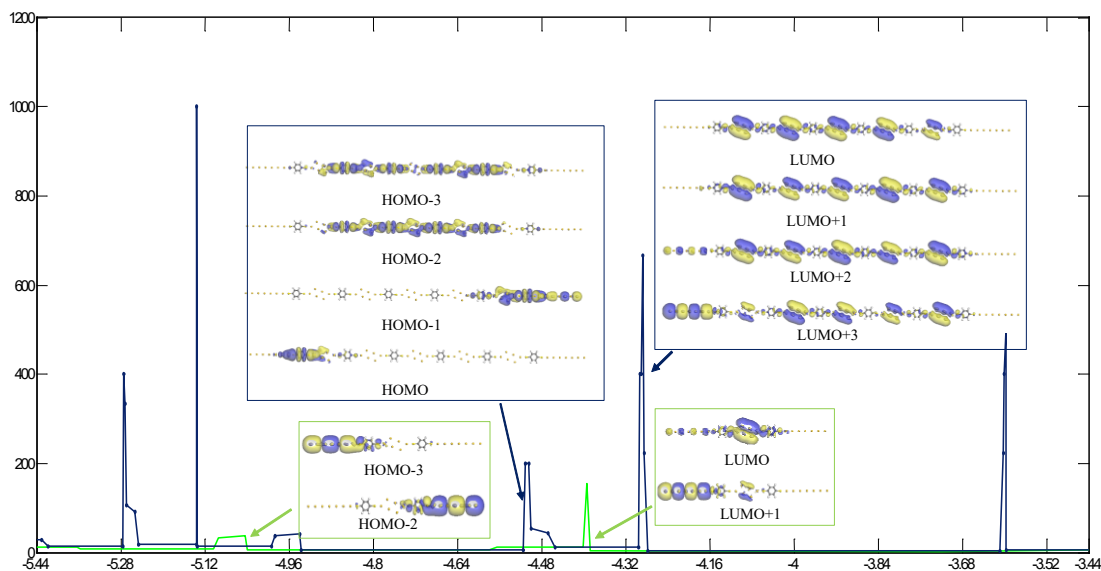 1200
1000
800
600
400
200
0
HOMO-3
HOMO-2
HOMO-1
HOMO
LUMO
LUMO+1
LUMO+2
LUMO+3
HOMO-3
HOMO-2
LUMO
LUMO+1
-5.44 -5.28 -5.12 -4.96 -4.8 -4.64 -4.48 -4.32 -4.16 -4 -3.84 -3.68 -3.52 -3.44